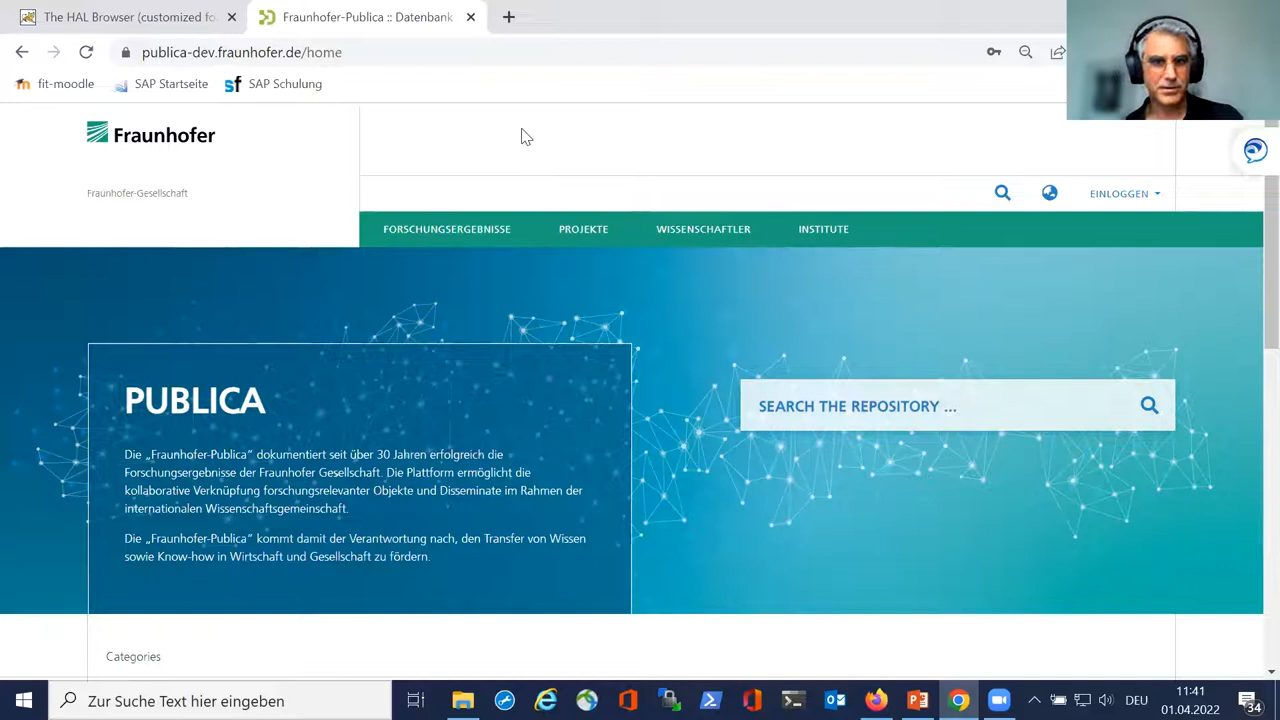 The HAL Browser (customized fo
Fraunhofer-Publica :: Datenbank
publica-dev.fraunhofer.de/home
fit-moodle
SAP Startseite
SAP Schulung
Fraunhofer
Fraunhofer-Gesellschaft
EINLOGGEN
FORSCHUNGSERGEBNISSE PROJEKTE WISSENSCHAFTLER INSTITUTE
PUBLICA
SEARCH THE REPOSITORY ...
Die „Fraunhofer-Publica“ dokumentiert seit über 30 Jahren erfolgreich die
Forschungsergebnisse der Fraunhofer Gesellschaft. Die Plattform ermöglicht die
kollaborative Verknüpfung forschungsrelevanter Objekte und Disseminate im Rahmen der
internationalen Wissenschaftsgemeinschaft.
Die „Fraunhofer-Publica“ kommt damit der Verantwortung nach, den Transfer von Wissen
sowie Know-how in Wirtschaft und Gesellschaft zu fördern.
Categories
Zur Suche Text hier eingeben
DEU
11:41
01.04.2022
34